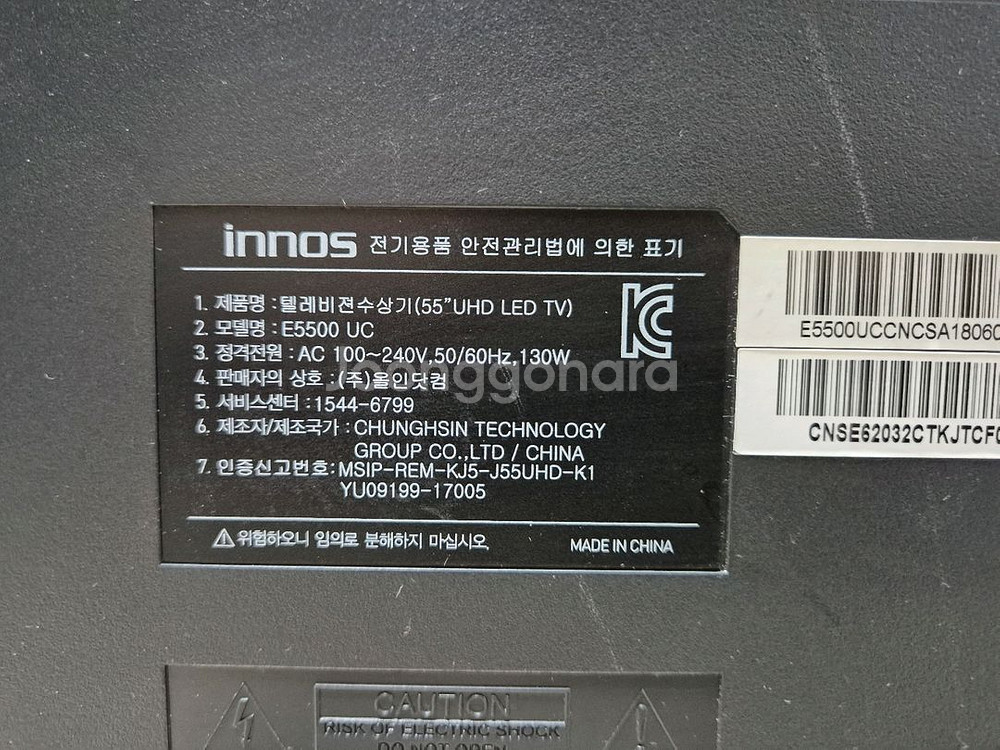 innos 전기용품 안전관리법에 의한 표기
1. 제품명 : 텔레비젼수상기(55"UHD LED TV)
2. 모델명 : E5500 UC
3. 정격전원 : AC 100~240V,50/60Hz,130W
4. 판매자의 상호 : (주)올인닷컴
5. 서비스센터 : 1544-6799
6. 제조자/제조국가 : CHUNGHSIN TECHNOLOGY
GROUP CO.,LTD / CHINA
7. 인증신고번호: MSIP-REM-KJ5-J55UHD-K1
YU09199-17005
⚠위험하오니 임의로 분해하지 마십시오. MADE IN CHINA
E5500UCCNCSA18060
CNSE62032CTKJTCF0
joonggonara
CAUTION
RISK OF ELECTRIC SHOCK
DO NOT OPEN